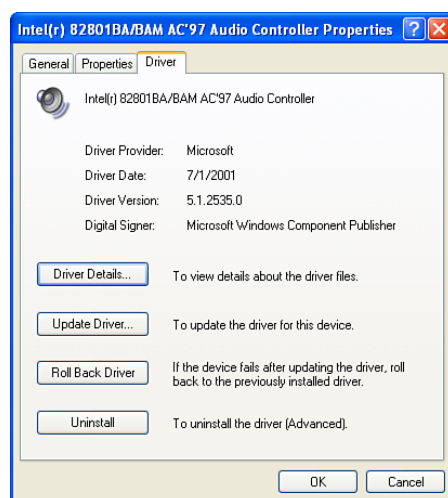 Intel(r) 82801BA/BAM AC'97 Audio Controller Properties
General Properties Driver
Intel(r) 82801BA/BAM AC'97 Audio Controller
Driver Provider: Microsoft
Driver Date: 7/1/2001
Driver Version: 5.1.2535.0
Digital Signer: Microsoft Windows Component Publisher
Driver Details... To view details about the driver files.
Update Driver... To update the driver for this device.
Roll Back Driver If the device fails after updating the driver, roll
back to the previously installed driver.
Uninstall To uninstall the driver (Advanced).
OK Cancel